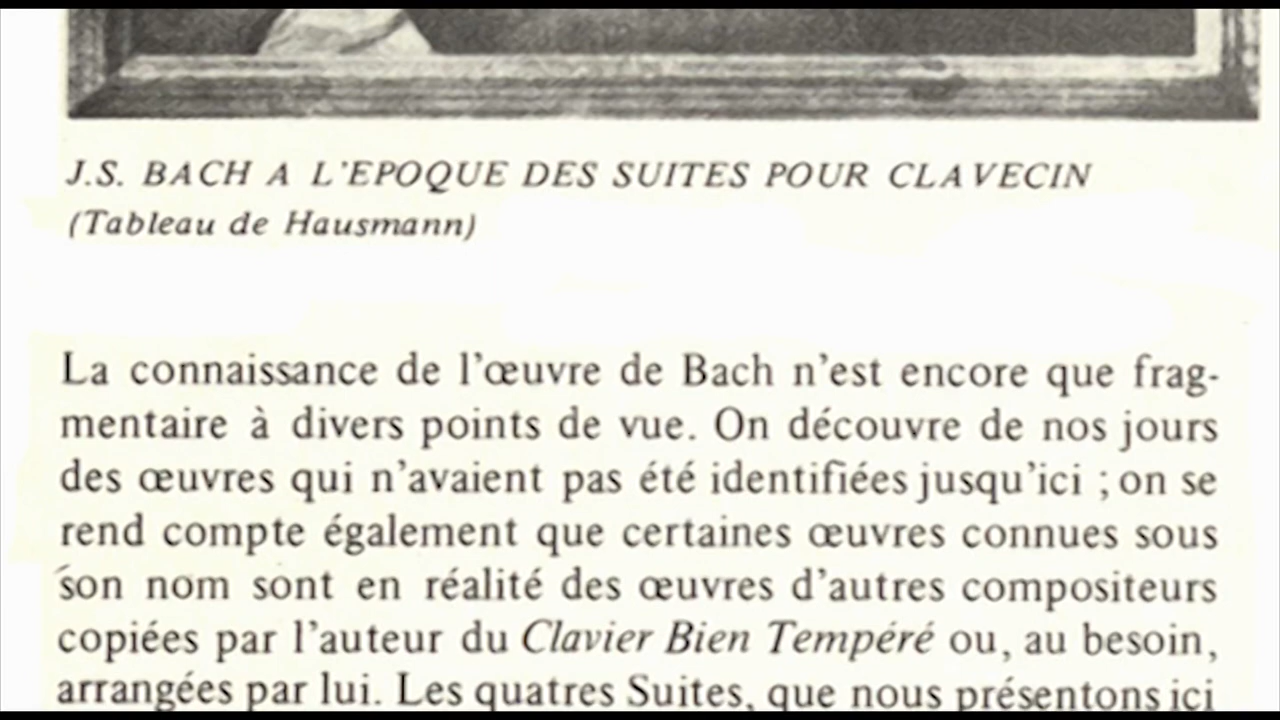 J.S. BACH A L'EPOQUE DES SUITES POUR CLAVECIN
(Tableau de Hausmann)
La connaissance de l'œuvre de Bach n'est encore que frag-
mentaire à divers points de vue. On découvre de nos jours
des œuvres qui n'avaient pas été identifiées jusqu'ici ; on se
rend compte également que certaines œuvres connues sous
son nom sont en réalité des œuvres d'autres compositeurs
copiées par l'auteur du Clavier Bien Tempéré ou, au besoin,
arrangées par lui. Les quatres Suites, que nous présentons ici